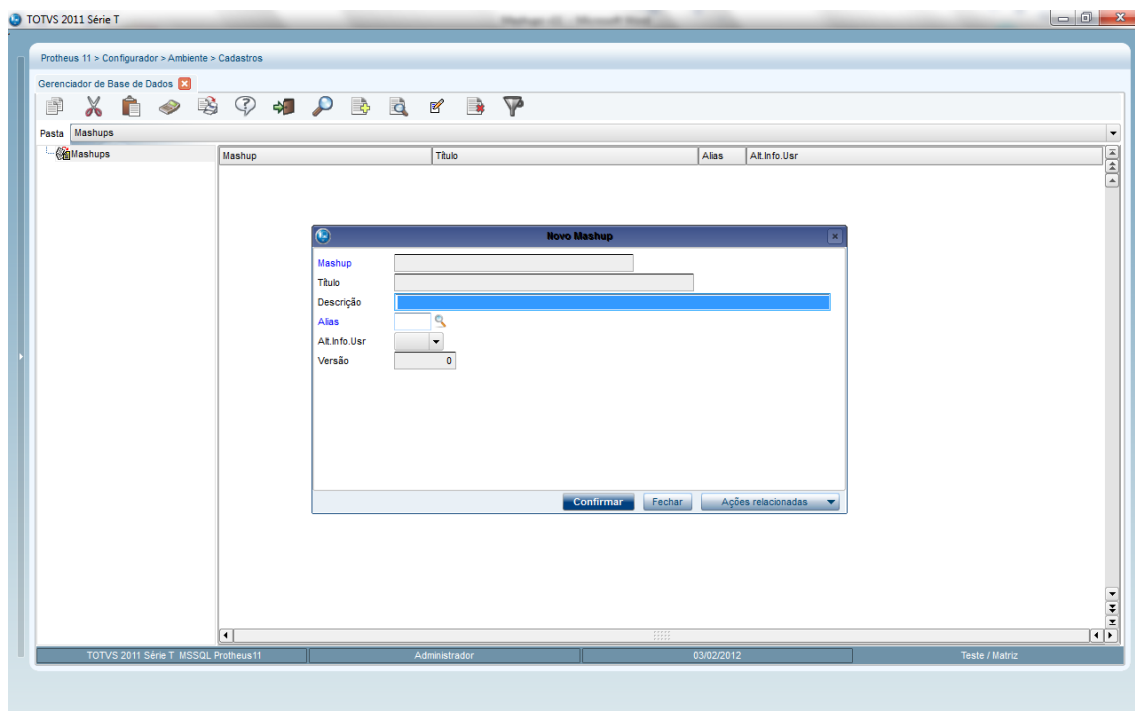 TOTVS 2011 Série T
Protheus 11 > Configurador > Ambiente > Cadastros
Gerenciador de Base de Dados
Pasta Mashups
Mashups
Mashup Título Alias Alt.Info.Usr
Novo Mashup
Mashup
Título
Descrição
Alias
Alt.Info.Usr
Versão 0
Confirmar Fechar Ações relacionadas
TOTVS 2011 Série T MSSQL Protheus11 Administrador 03/02/2012 Teste / Matriz